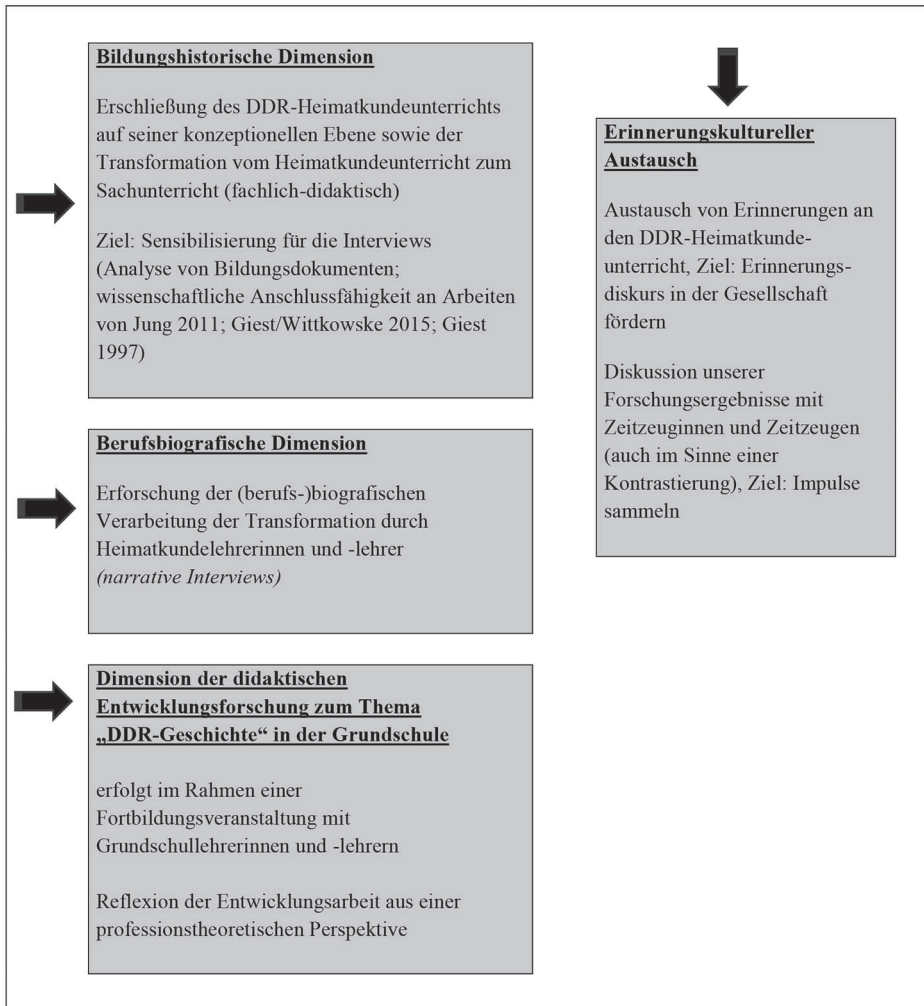 Bildungshistorische Dimension
Erschließung des DDR-Heimatkundeunterrichts
auf seiner konzeptionellen Ebene sowie der
Transformation vom Heimatkundeunterricht zum
Sachunterricht (fachlich-didaktisch)
Ziel: Sensibilisierung für die Interviews
(Analyse von Bildungsdokumenten;
wissenschaftliche Anschlussfähigkeit an Arbeiten
von Jung 2011; Giest/Wittkowske 2015; Giest
1997)
Berufsbiografische Dimension
Erforschung der (berufs-)biografischen
Verarbeitung der Transformation durch
Heimatkundelehrerinnen und -lehrer
(narrative Interviews)
Dimension der didaktischen
Entwicklungsforschung zum Thema
„DDR-Geschichte“ in der Grundschule
erfolgt im Rahmen einer
Fortbildungsveranstaltung mit
Grundschullehrerinnen und -lehrern
Reflexion der Entwicklungsarbeit aus einer
professionstheoretischen Perspektive
Erinnerungskultureller
Austausch
Austausch von Erinnerungen an
den DDR-Heimatkunde-
unterricht, Ziel: Erinnerungs-
diskurs in der Gesellschaft
fördern
Diskussion unserer
Forschungsergebnisse mit
Zeitzeuginnen und Zeitzeugen
(auch im Sinne einer
Kontrastierung), Ziel: Impulse
sammeln